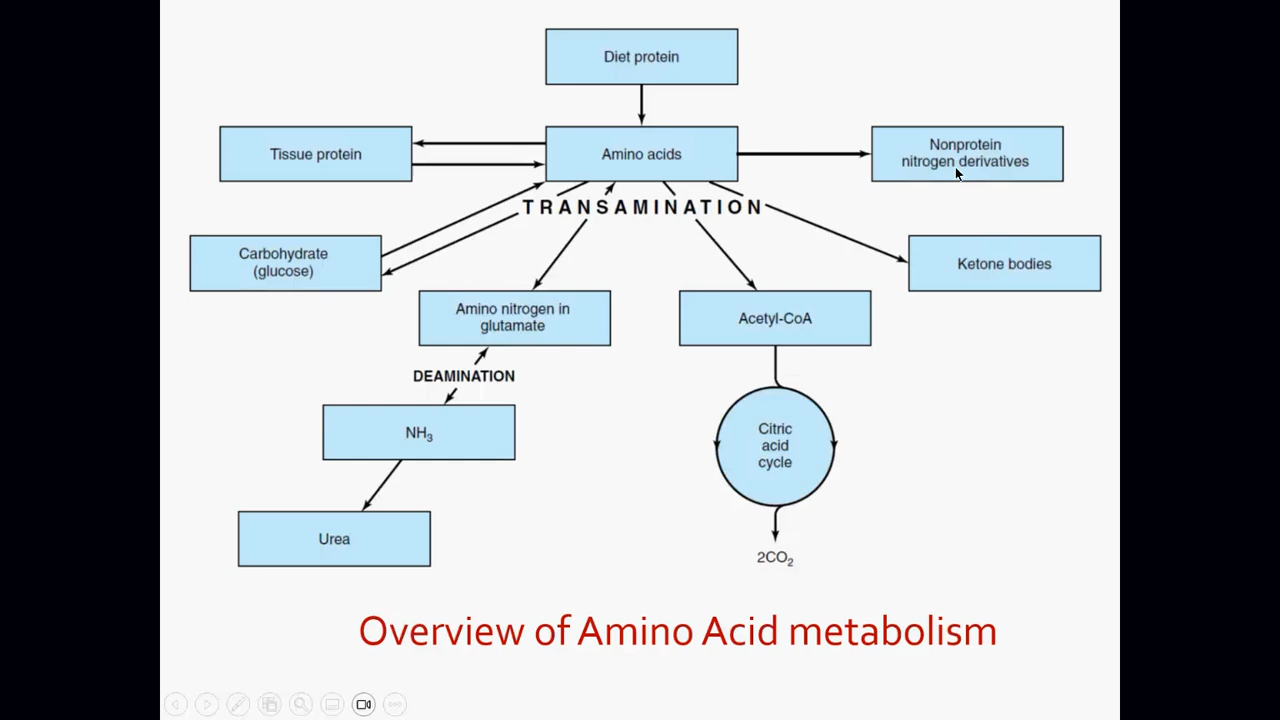 Diet protein
Tissue protein
Amino acids
Nonprotein
nitrogen derivatives
TRANSAMINATION
Carbohydrate
(glucose)
Ketone bodies
Amino nitrogen in
glutamate
Acetyl-CoA
DEAMINATION
NH₃
Citric
acid
cycle
Urea
2CO₂
Overview of Amino Acid metabolism